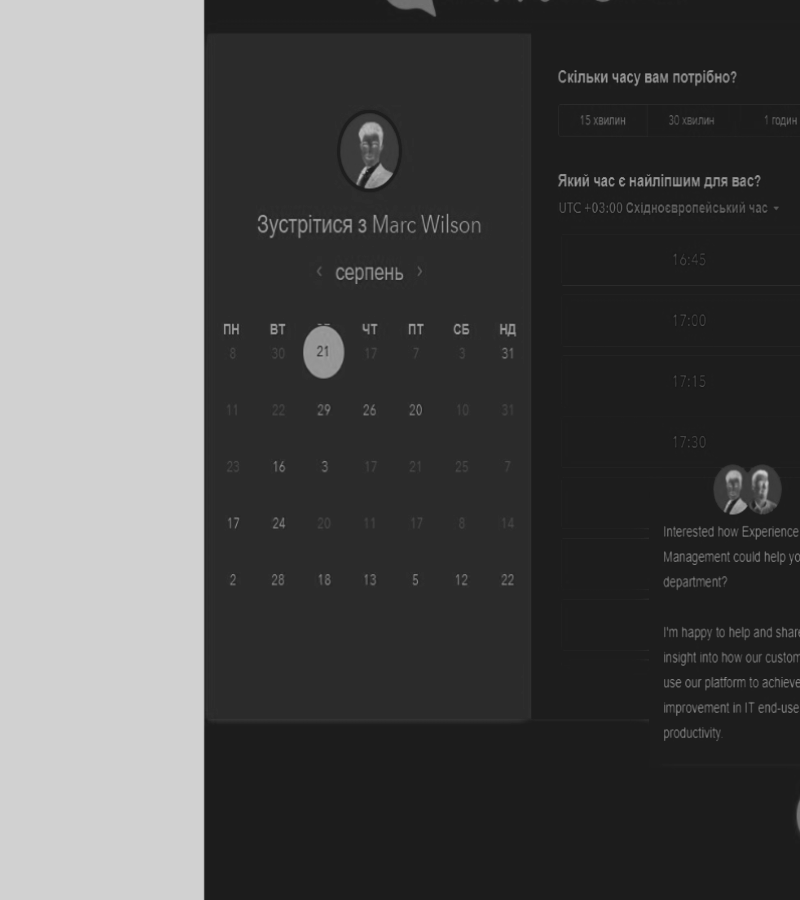 Зустрітися з Marc Wilson
‹ серпень ›
ПН ВТ ЧТ ПТ СБ НД
8 30 21 17 7 3 31
11 22 29 26 20 10 31
23 16 3 17 21 25 7
17 24 20 11 17 8 14
2 28 18 13 5 12 22
Скільки часу вам потрібно?
15 хвилин 30 хвилин 1 годин
Який час є найліпшим для вас?
UTC +03:00 Східноєвропейський час
16:45
17:00
17:15
17:30
Interested how Experience
Management could help yo
department?
I'm happy to help and share
insight into how our custom
use our platform to achieve
improvement in IT end-use
productivity.